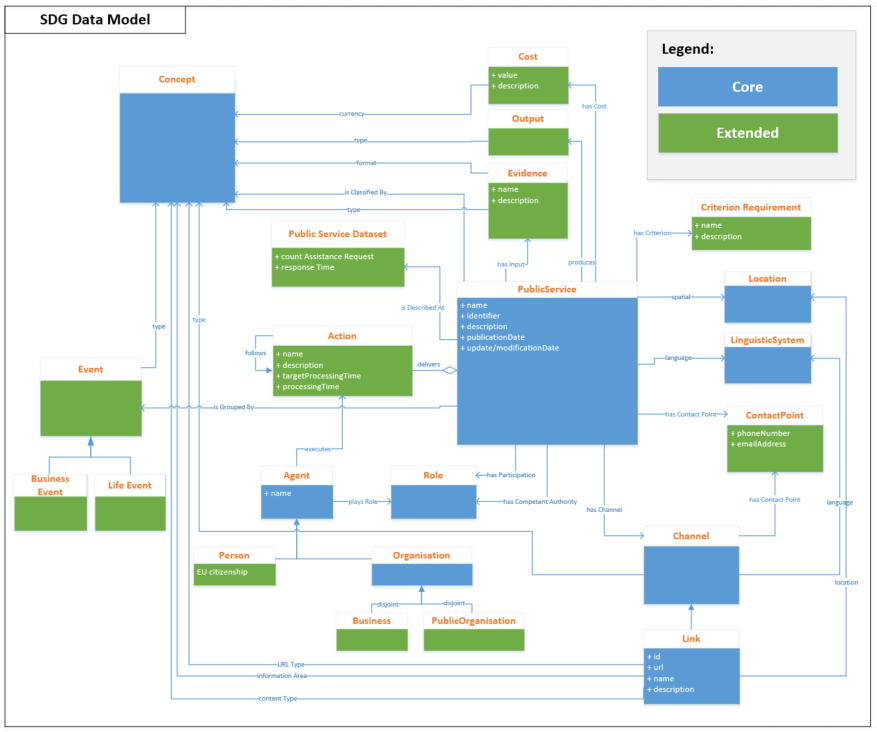 SDG Data Model
Legend:
Core
Extended
Concept
Cost
+ value
+ description
has Cost
currency
Output
type
format
Evidence
+ name
+ description
is Classified By
type
Public Service Dataset
+ count Assistance Request
+ response Time
has Input
produces
Criterion Requirement
+ name
+ description
has Criterion
PublicService
+ name
+ identifier
+ description
+ publicationDate
+ update/modificationDate
is Described At
Location
spatial
type
type
Action
+ name
+ description
+ targetProcessingTime
+ processingTime
follows
delivers
LinguisticSystem
language
Event
is Grouped By
has Contact Point
ContactPoint
+ phoneNumber
+ emailAddress
executes
Business
Event
Life Event
Agent
+ name
plays Role
Role
has Participation
has Competent Authority
has Channel
has Contact Point
language
Channel
Person
EU citizenship
Organisation
location
disjoint
disjoint
Business
PublicOrganisation
Link
+ id
+ url
+ name
+ description
URL Type
information Area
content Type